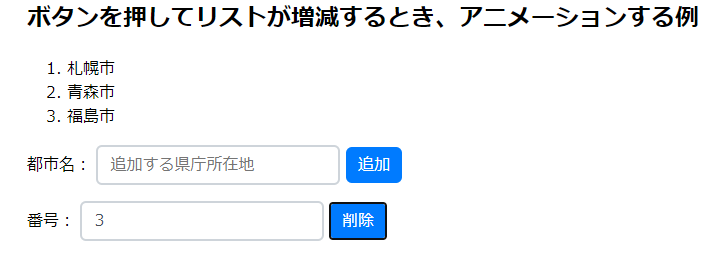 ボタンを押してリストが増減するとき、アニメーションする例
1. 札幌市
2. 青森市
3. 福島市
都市名： 追加する県庁所在地 追加
番号： 3 削除